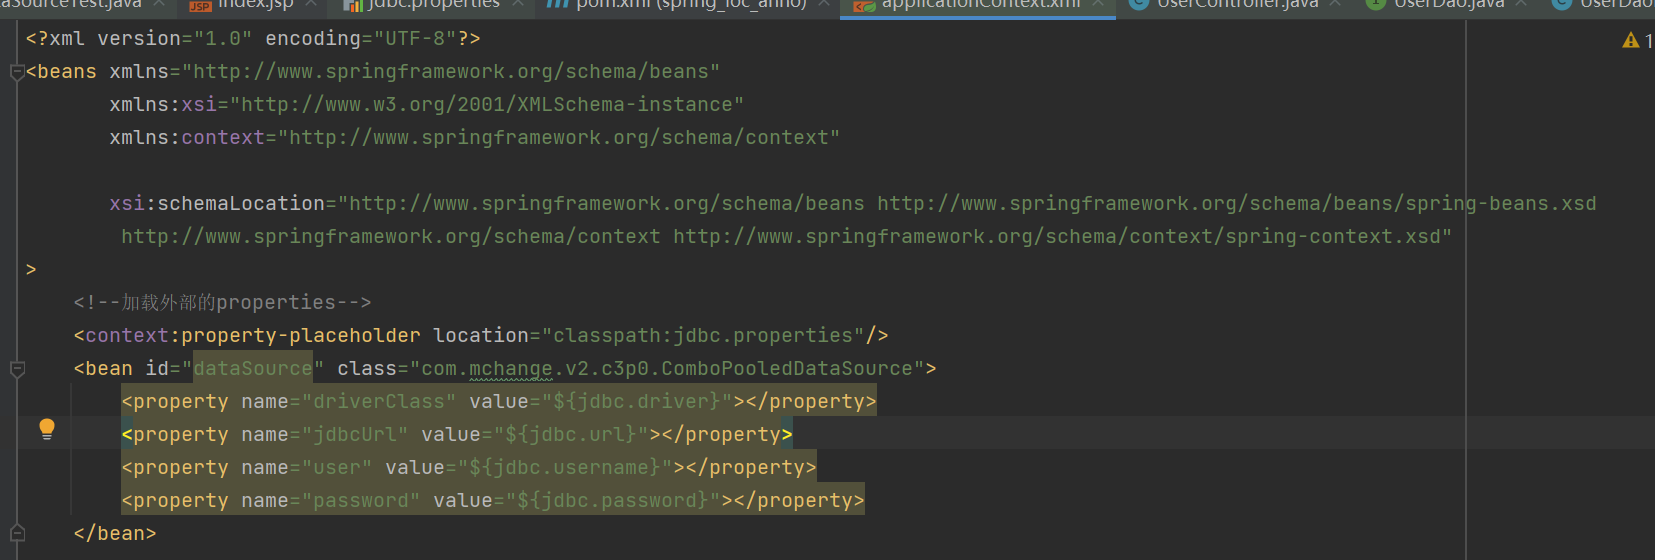 aSourceTest.java index.jsp jdbc.properties pom.xml (spring_ioc_anno) applicationContext.xml UserController.java UserDao.java UserDao
<?xml version="1.0" encoding="UTF-8"?>
1
<beans xmlns="http://www.springframework.org/schema/beans"
xmlns:xsi="http://www.w3.org/2001/XMLSchema-instance"
xmlns:context="http://www.springframework.org/schema/context"
xsi:schemaLocation="http://www.springframework.org/schema/beans http://www.springframework.org/schema/beans/spring-beans.xsd
http://www.springframework.org/schema/context http://www.springframework.org/schema/context/spring-context.xsd"
>
<!--加载外部的properties-->
<context:property-placeholder location="classpath:jdbc.properties"/>
<bean id="dataSource" class="com.mchange.v2.c3p0.ComboPooledDataSource">
<property name="driverClass" value="${jdbc.driver}"></property>
<property name="jdbcUrl" value="${jdbc.url}"></property>
<property name="user" value="${jdbc.username}"></property>
<property name="password" value="${jdbc.password}"></property>
</bean>